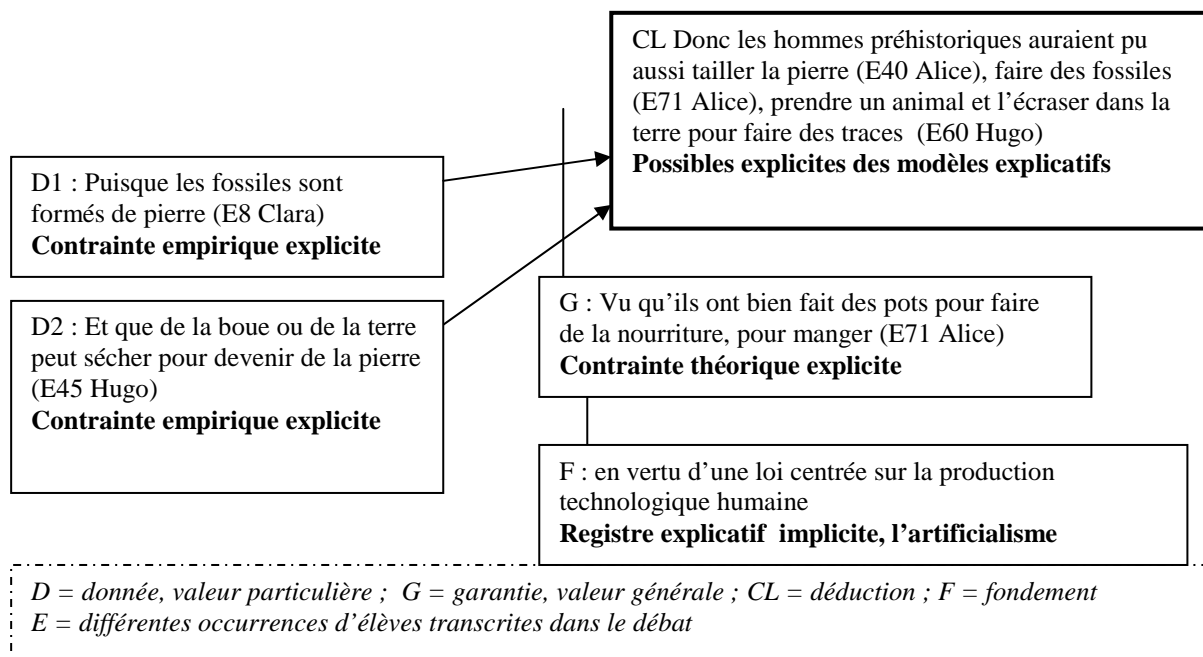 CL Donc les hommes préhistoriques auraient pu
aussi tailler la pierre (E40 Alice), faire des fossiles
(E71 Alice), prendre un animal et l’écraser dans la
terre pour faire des traces  (E60 Hugo)
Possibles explicites des modèles explicatifs
D1 : Puisque les fossiles sont
formés de pierre (E8 Clara)
Contrainte empirique explicite
D2 : Et que de la boue ou de la terre
peut sécher pour devenir de la pierre
(E45 Hugo)
Contrainte empirique explicite
G : Vu qu’ils ont bien fait des pots pour faire
de la nourriture, pour manger (E71 Alice)
Contrainte théorique explicite
F : en vertu d’une loi centrée sur la production
technologique humaine
Registre explicatif  implicite, l’artificialisme
D = donnée, valeur particulière ;  G = garantie, valeur générale ; CL = déduction ; F = fondement
E = différentes occurrences d’élèves transcrites dans le débat